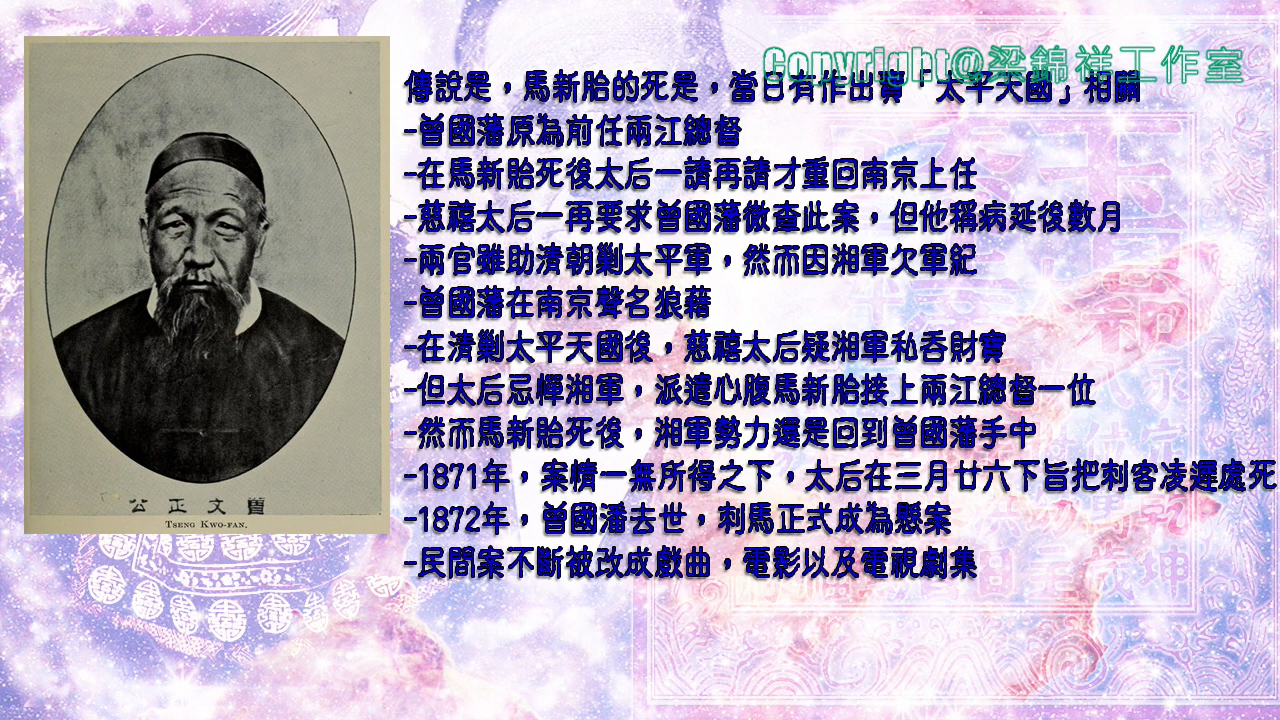 Copyright@梁錦祥工作室
傳說是，馬新胎的死是，當日有作出賣「太平天國」相關
-曾國藩原為前任兩江總督
-在馬新貽死後太后一請再請才重回南京上任
-慈禧太后一再要求曾國藩徹查此案，但他稱病延後數月
-兩官雖助清朝剿太平軍，然而因湘軍欠軍紀
-曾國藩在南京聲名狼藉
-在清剿太平天國後，慈禧太后疑湘軍私吞財寶
-但太后忌憚湘軍，派遣心腹馬新胎接上兩江總督一位
-然而馬新貽死後，湘軍勢力還是回到曾國藩手中
-1871年，案情一無所得之下，太后在三月廿六下旨把刺客凌遲處死
-1872年，曾國潘去世，刺馬正式成為懸案
-民間案不斷被改成戲曲，電影以及電視劇集
公正文曾
TSENG KWO-FAN.